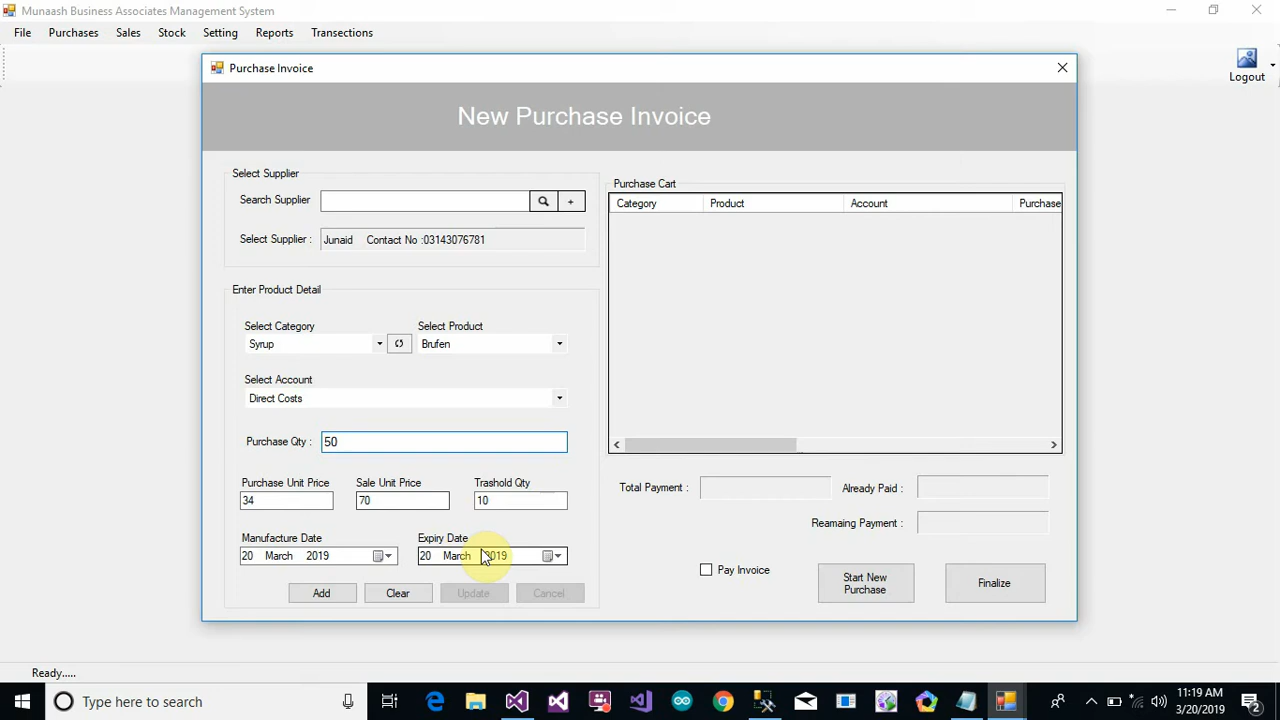 Munaash Business Associates Management System
File Purchases Sales Stock Setting Reports Transections
Logout
Purchase Invoice
New Purchase Invoice
Select Supplier
Search Supplier +
Select Supplier : Junaid Contact No :03143076781
Enter Product Detail
Select Category Select Product
Syrup Brufen
Select Account
Direct Costs
Purchase Qty : 50
Purchase Unit Price Sale Unit Price Trashold Qty
34 70 10
Manufacture Date Expiry Date
20 March 2019 20 March 2019
Add Clear Update Cancel
Purchase Cart
Category Product Account Purchase
Total Payment : Already Paid :
Reamaing Payment :
Pay Invoice
Start New
Purchase
Finalize
Ready.....
Type here to search
11:19 AM
3/20/2019
2